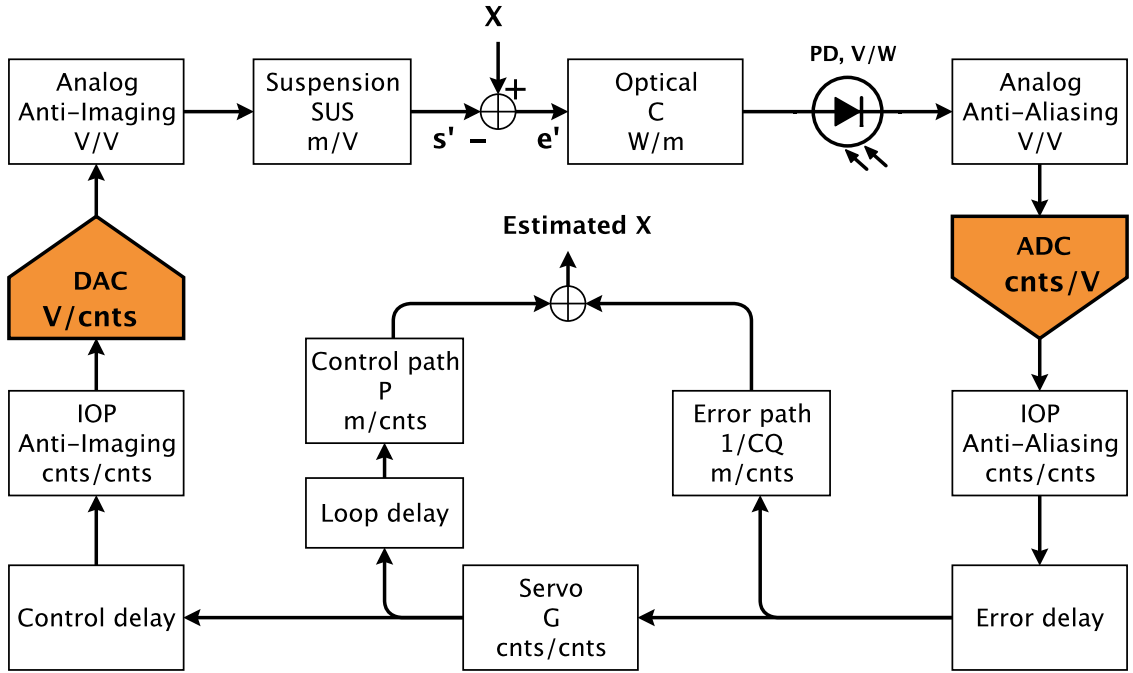 X
PD, V/W
Analog
Anti-Imaging
V/V
Suspension
SUS
m/V
+
s'
−
e'
Optical
C
W/m
Analog
Anti-Aliasing
V/V
Estimated X
DAC
V/cnts
ADC
cnts/V
Control path
P
m/cnts
IOP
Anti-Imaging
cnts/cnts
Error path
1/CQ
m/cnts
IOP
Anti-Aliasing
cnts/cnts
Loop delay
Control delay
Servo
G
cnts/cnts
Error delay